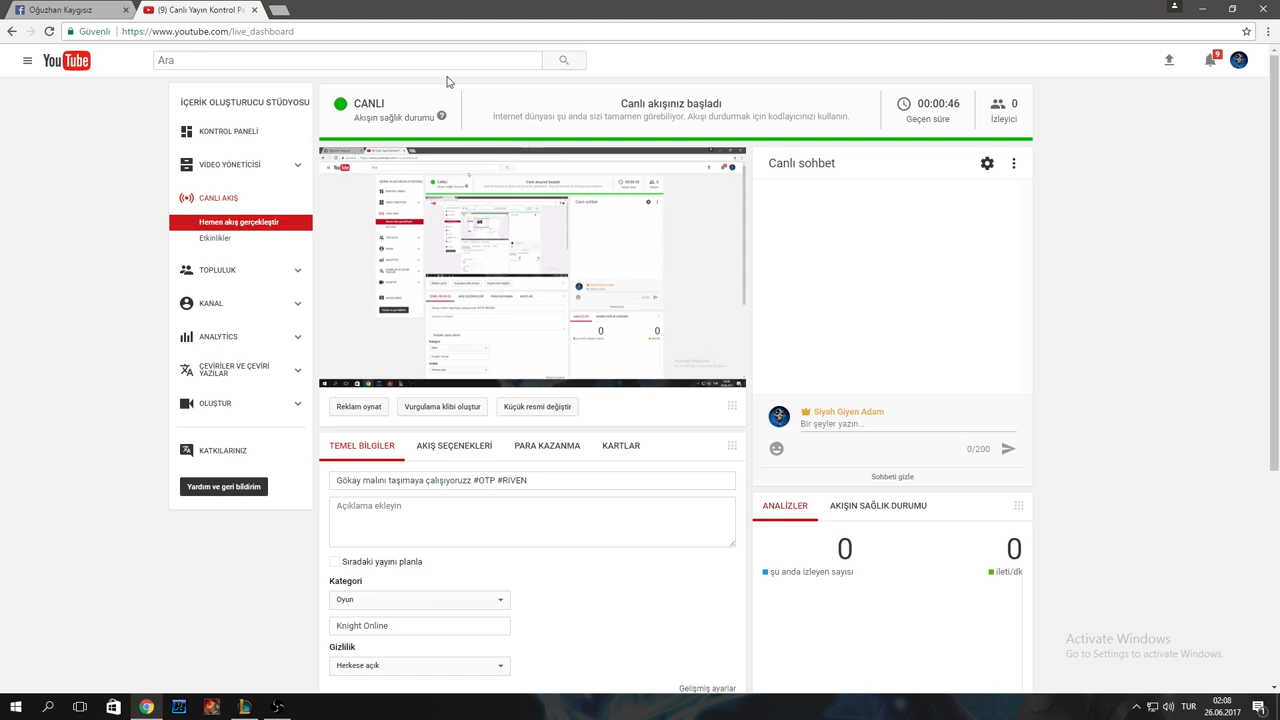 Oğuzhan Kaygısız
(9) Canlı Yayın Kontrol Pa
Güvenli
https://www.youtube.com/live_dashboard
YouTube
Ara
9
İÇERİK OLUŞTURUCU STÜDYOSU
KONTROL PANELİ
VİDEO YÖNETİCİSİ
CANLI AKIŞ
Hemen akış gerçekleştir
Etkinlikler
TOPLULUK
KANAL
ANALYTİCS
ÇEVİRİLER VE ÇEVİRİ
YAZILAR
OLUŞTUR
KATKILARINIZ
Yardım ve geri bildirim
CANLI
Akışın sağlık durumu
Canlı akışınız başladı
İnternet dünyası şu anda sizi tamamen görebiliyor. Akışı durdurmak için kodlayıcınızı kullanın.
00:00:46
Geçen süre
0
İzleyici
Reklam oynat
Vurgulama klibi oluştur
Küçük resmi değiştir
TEMEL BİLGİLER
AKIŞ SEÇENEKLERİ
PARA KAZANMA
KARTLAR
Gökay malını taşımaya çalışıyoruzz #OTP #RIVEN
Açıklama ekleyin
Sıradaki yayını planla
Kategori
Oyun
Knight Online
Gizlilik
Herkese açık
Gelişmiş ayarlar
Canlı sohbet
Siyah Giyen Adam
Bir şeyler yazın...
0/200
Sohbeti gizle
ANALİZLER
AKIŞIN SAĞLIK DURUMU
0
şu anda izleyen sayısı
0
ileti/dk
Activate Windows
Go to Settings to activate Windows.
TUR
02:08
26.06.2017